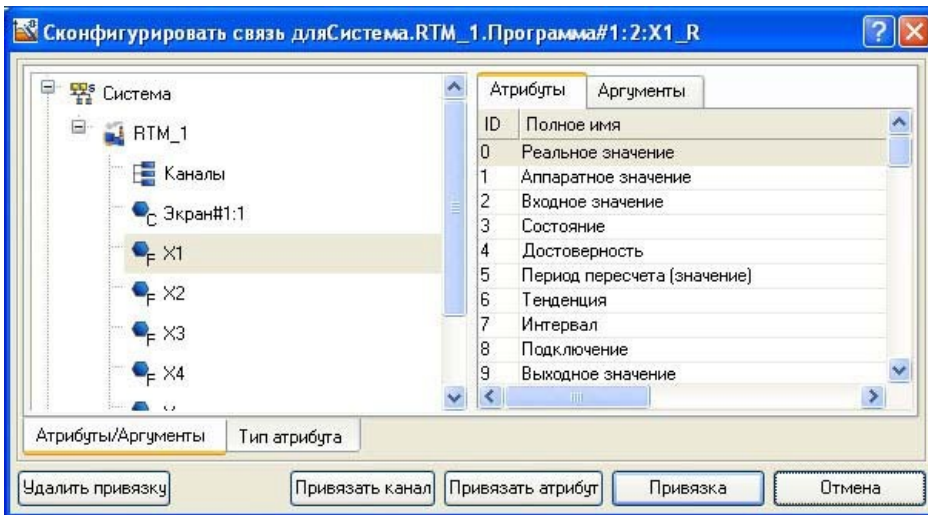 Сконфигурировать связь дляСистема.RTM_1.Программа#1:2:X1_R
Система
RTM_1
Каналы
C Экран#1:1
F X1
F X2
F X3
F X4
Атрибуты Аргументы
ID Полное имя
0 Реальное значение
1 Аппаратное значение
2 Входное значение
3 Состояние
4 Достоверность
5 Период пересчета (значение)
6 Тенденция
7 Интервал
8 Подключение
9 Выходное значение
Атрибуты/Аргументы Тип атрибута
Удалить привязку Привязать канал Привязать атрибут Привязка Отмена